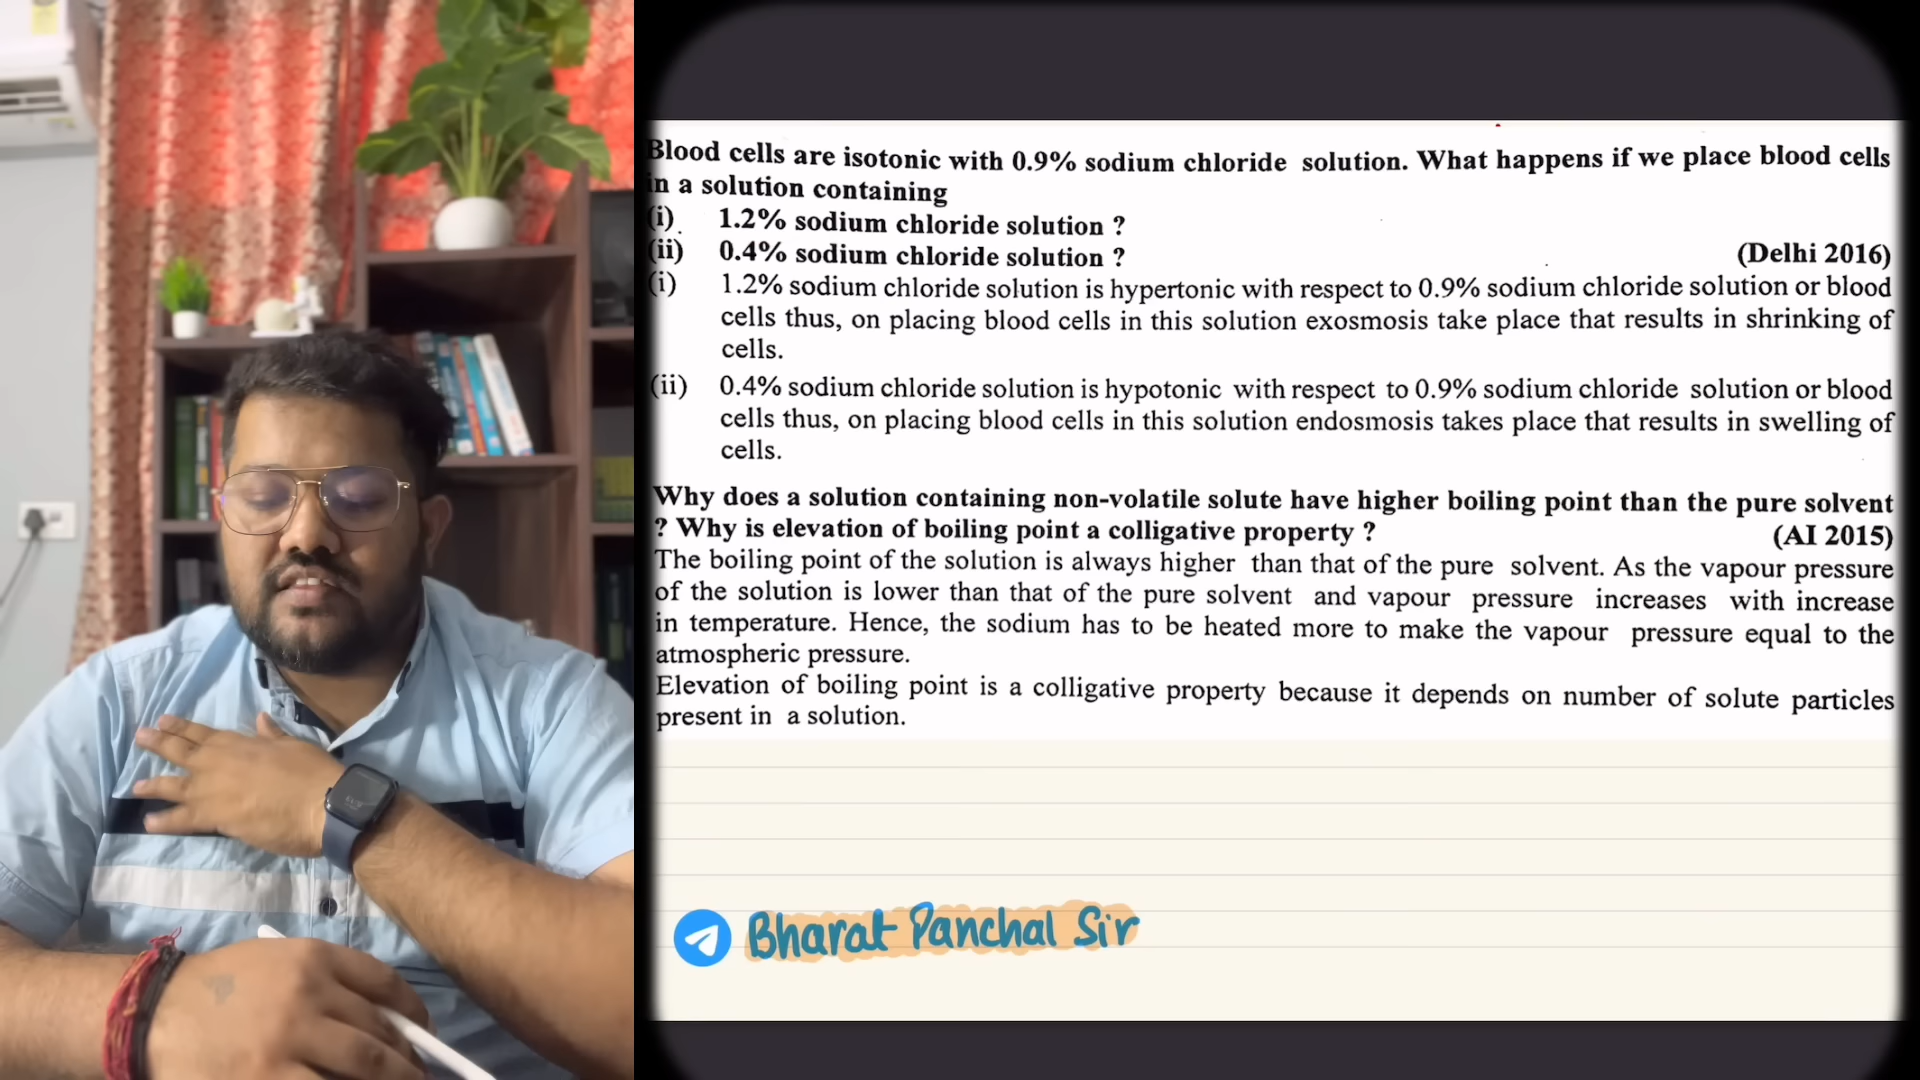 Blood cells are isotonic with 0.9% sodium chloride solution. What happens if we place blood cells
in a solution containing
(i) 1.2% sodium chloride solution ?
(ii) 0.4% sodium chloride solution ?
(Delhi 2016)
(i) 1.2% sodium chloride solution is hypertonic with respect to 0.9% sodium chloride solution or blood
cells thus, on placing blood cells in this solution exosmosis take place that results in shrinking of
cells.
(ii) 0.4% sodium chloride solution is hypotonic with respect to 0.9% sodium chloride solution or blood
cells thus, on placing blood cells in this solution endosmosis takes place that results in swelling of
cells.
Why does a solution containing non-volatile solute have higher boiling point than the pure solvent
? Why is elevation of boiling point a colligative property ?
(AI 2015)
The boiling point of the solution is always higher than that of the pure solvent. As the vapour pressure
of the solution is lower than that of the pure solvent and vapour pressure increases with increase
in temperature. Hence, the sodium has to be heated more to make the vapour pressure equal to the
atmospheric pressure.
Elevation of boiling point is a colligative property because it depends on number of solute particles
present in a solution.
Bharat Panchal Sir